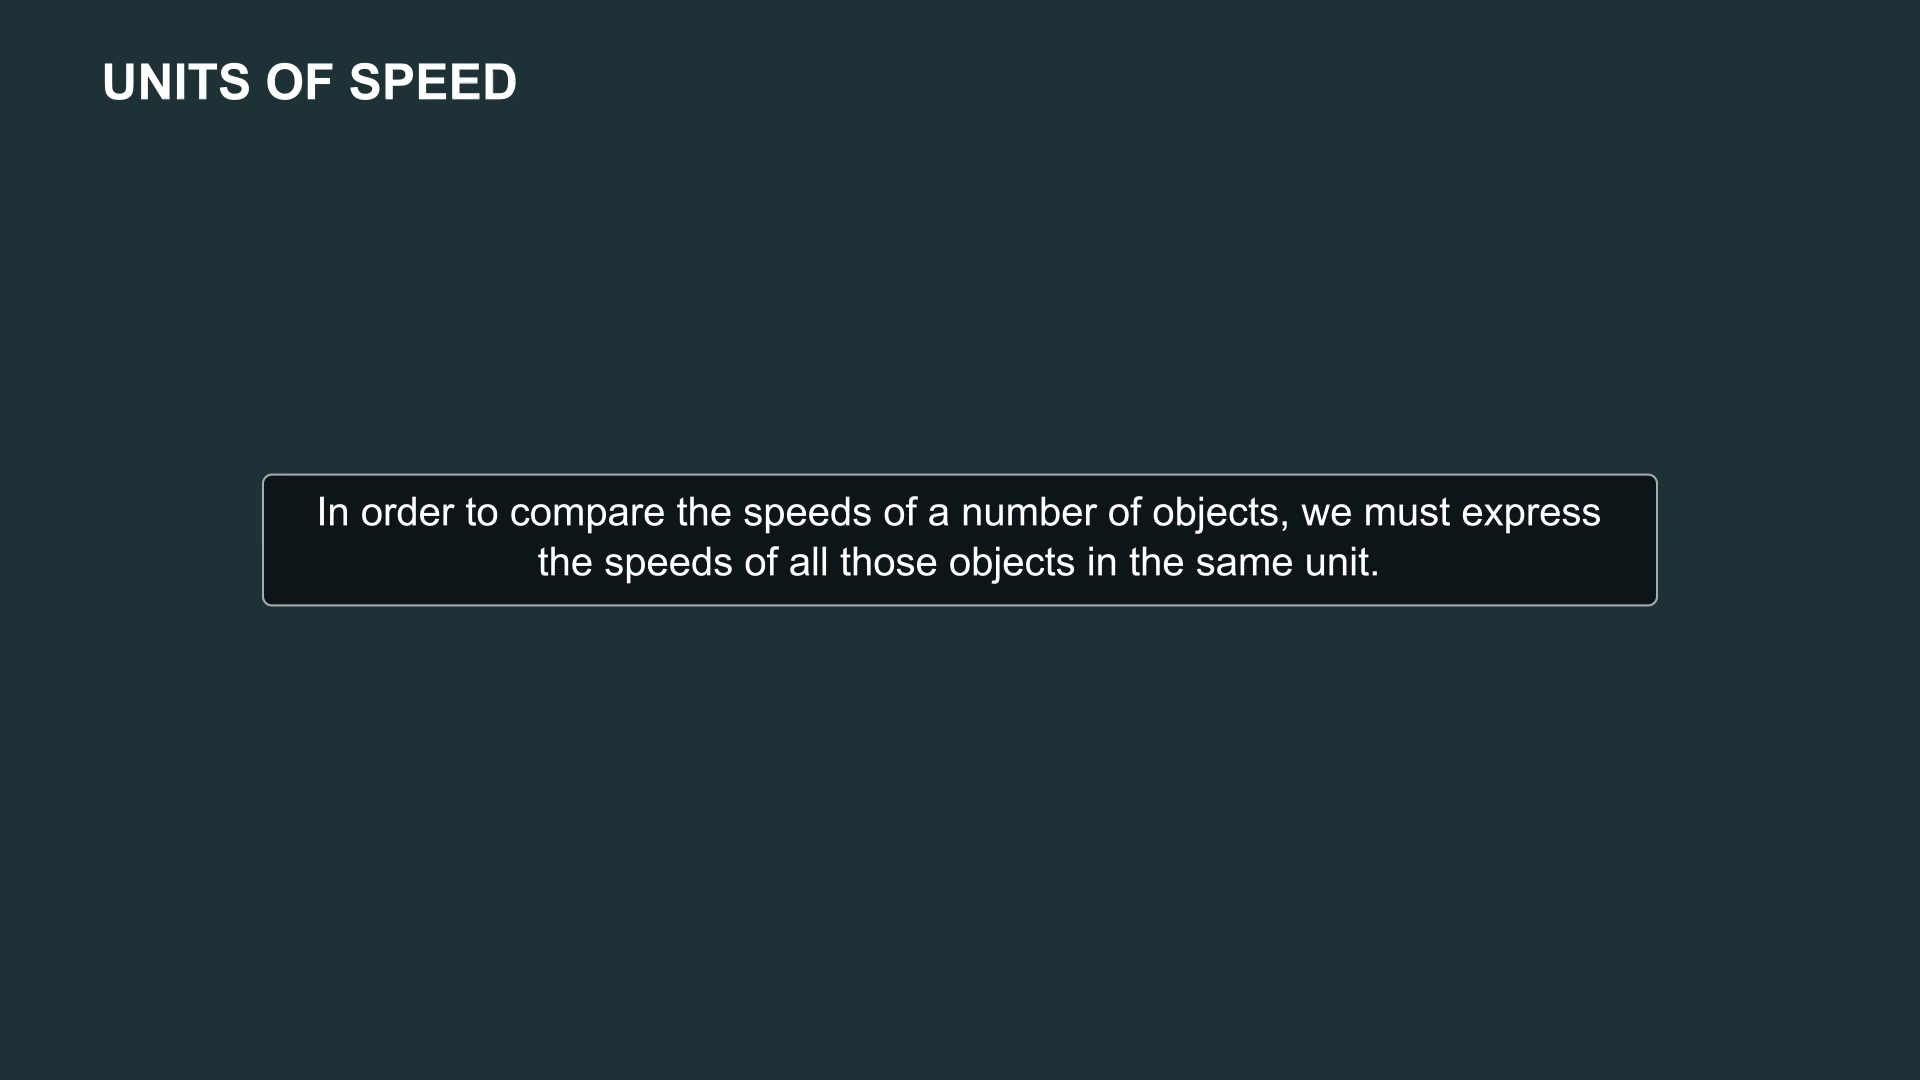 UNITS OF SPEED
In order to compare the speeds of a number of objects, we must express
the speeds of all those objects in the same unit.